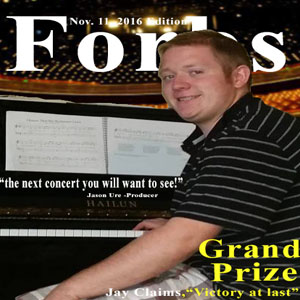 Nov. 11, 2016 Edition
Forbs
"the next concert you will want to see!"
Jason Ure -Producer
HAILUN
Grand
Prize
Jay Claims,"Victory at last"